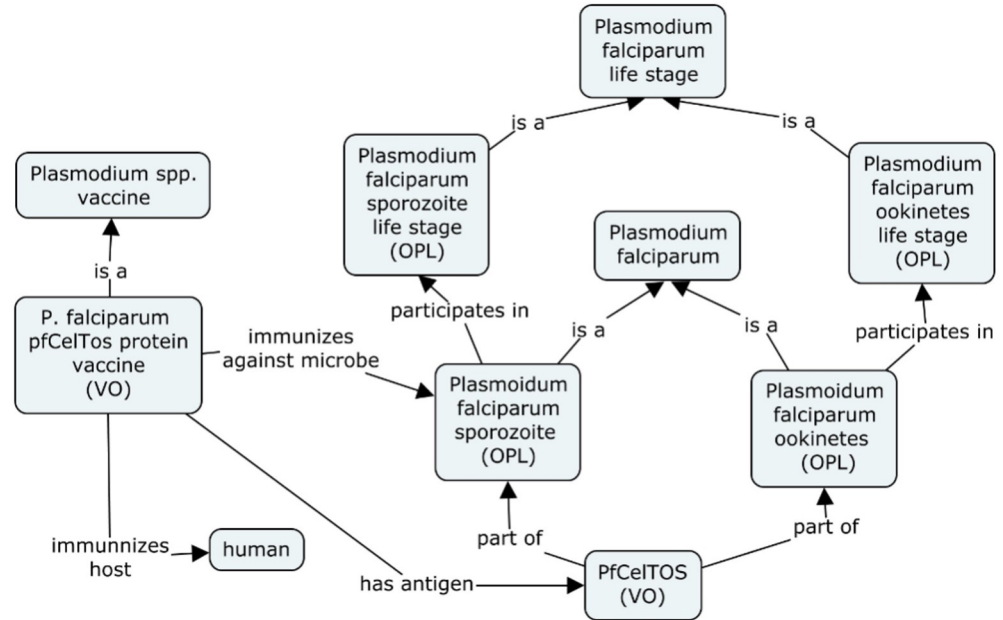 Plasmodium
falciparum
life stage
is a
is a
Plasmodium
falciparum
sporozoite
life stage
(OPL)
Plasmodium
falciparum
ookinetes
life stage
(OPL)
Plasmodium spp.
vaccine
Plasmodium
falciparum
is a
participates in
is a
is a
participates in
P. falciparum
pfCelTos protein
vaccine
(VO)
immunizes
against microbe
Plasmoidum
falciparum
sporozoite
(OPL)
Plasmoidum
falciparum
ookinetes
(OPL)
part of
part of
immunnizes
host
human
has antigen
PfCelTOS
(VO)